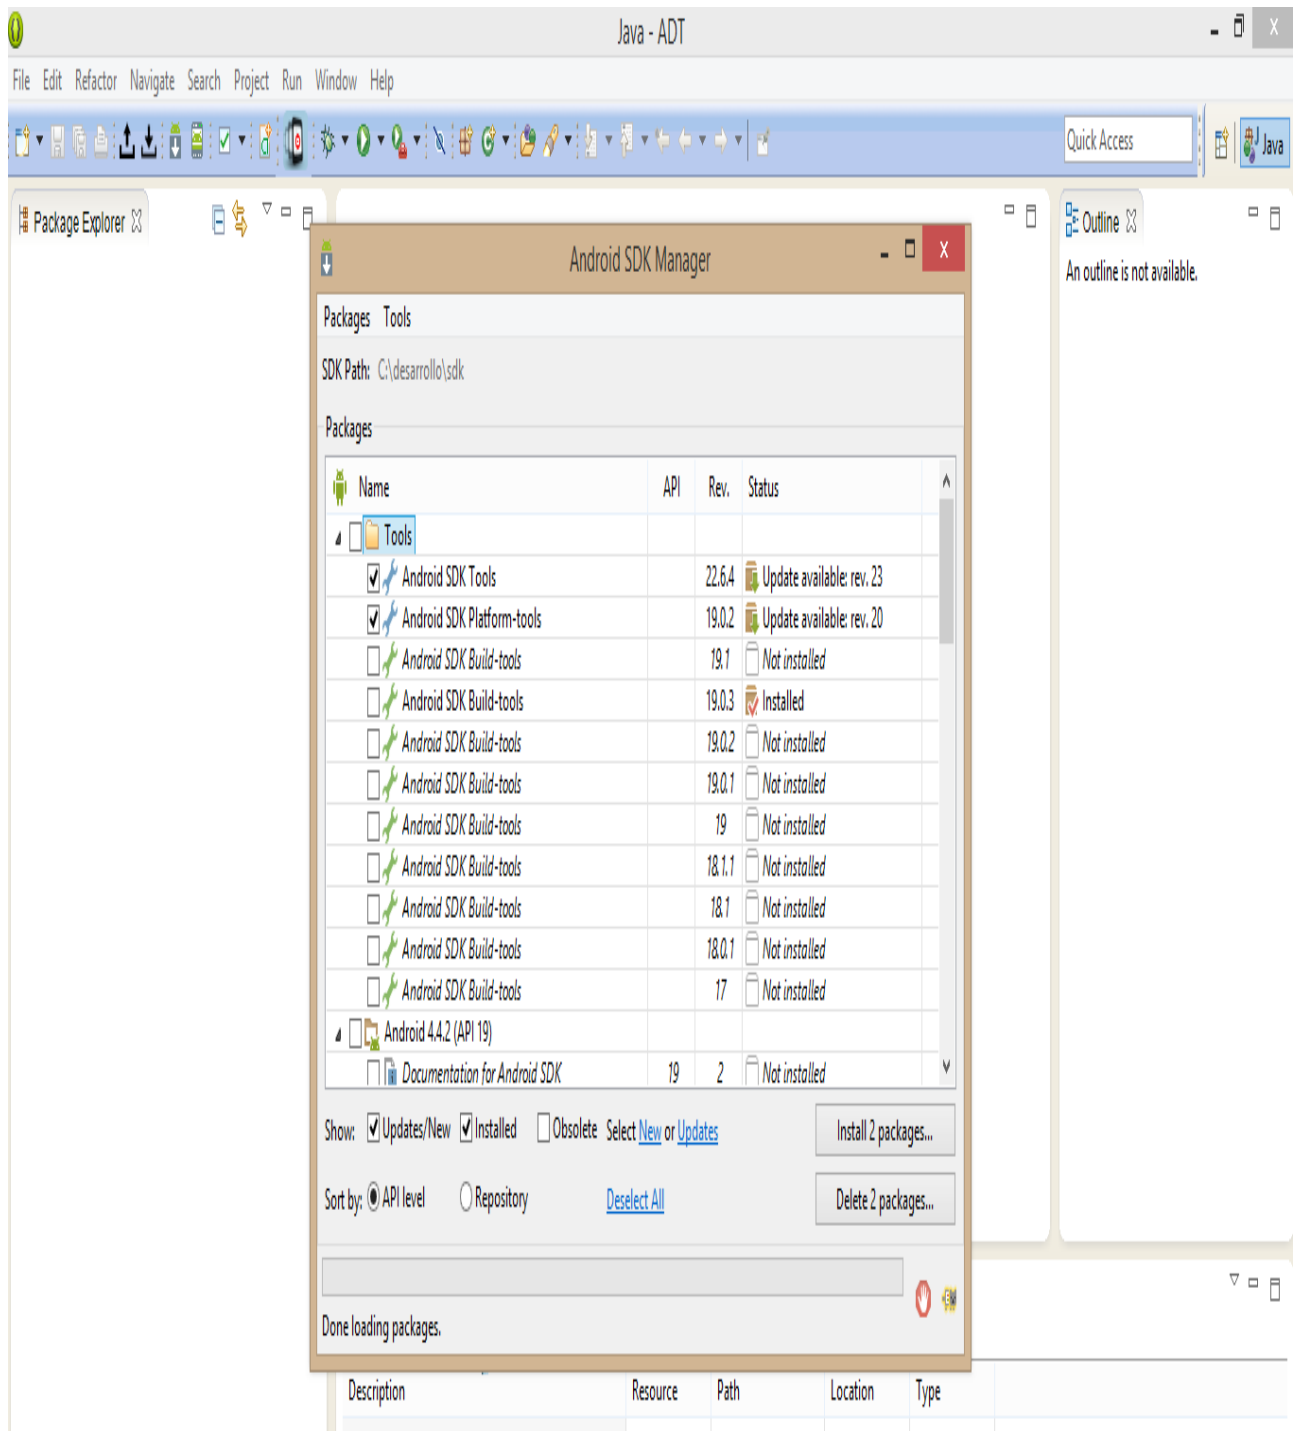 Java - ADT
File Edit Refactor Navigate Search Project Run Window Help
Quick Access
Java
Package Explorer
Outline
An outline is not available.
Android SDK Manager
Packages Tools
SDK Path: C:\desarrollo\sdk
Packages
Name API Rev. Status
Tools
Android SDK Tools 22.6.4 Update available: rev. 23
Android SDK Platform-tools 19.0.2 Update available: rev. 20
Android SDK Build-tools 19.1 Not installed
Android SDK Build-tools 19.0.3 Installed
Android SDK Build-tools 19.0.2 Not installed
Android SDK Build-tools 19.0.1 Not installed
Android SDK Build-tools 19 Not installed
Android SDK Build-tools 18.1.1 Not installed
Android SDK Build-tools 18.1 Not installed
Android SDK Build-tools 18.0.1 Not installed
Android SDK Build-tools 17 Not installed
Android 4.4.2 (API 19)
Documentation for Android SDK 19 2 Not installed
Show: Updates/New Installed Obsolete Select New or Updates Install 2 packages...
Sort by: API level Repository Deselect All Delete 2 packages...
Done loading packages.
Description Resource Path Location Type